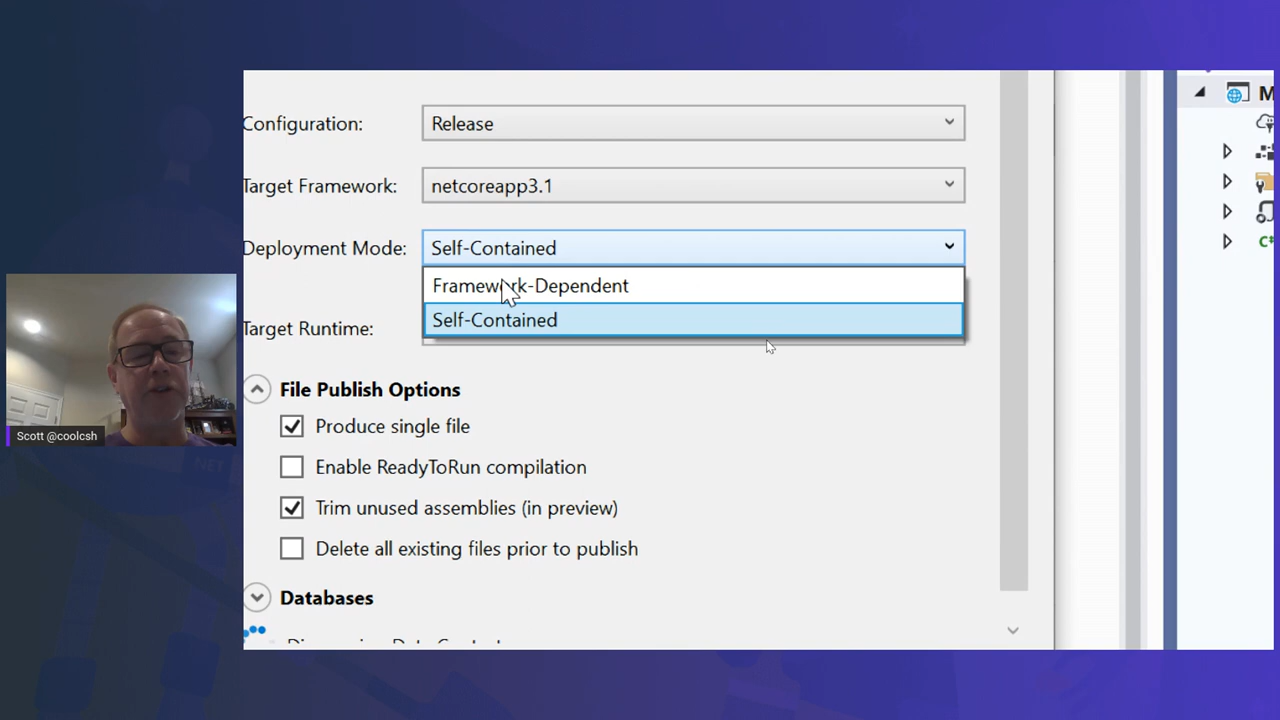 Configuration:
Release
Target Framework:
netcoreapp3.1
Deployment Mode:
Self-Contained
Framework-Dependent
Self-Contained
Target Runtime:
File Publish Options
Produce single file
Enable ReadyToRun compilation
Trim unused assemblies (in preview)
Delete all existing files prior to publish
Databases
Scott @coolcsh
M
C#
.NET